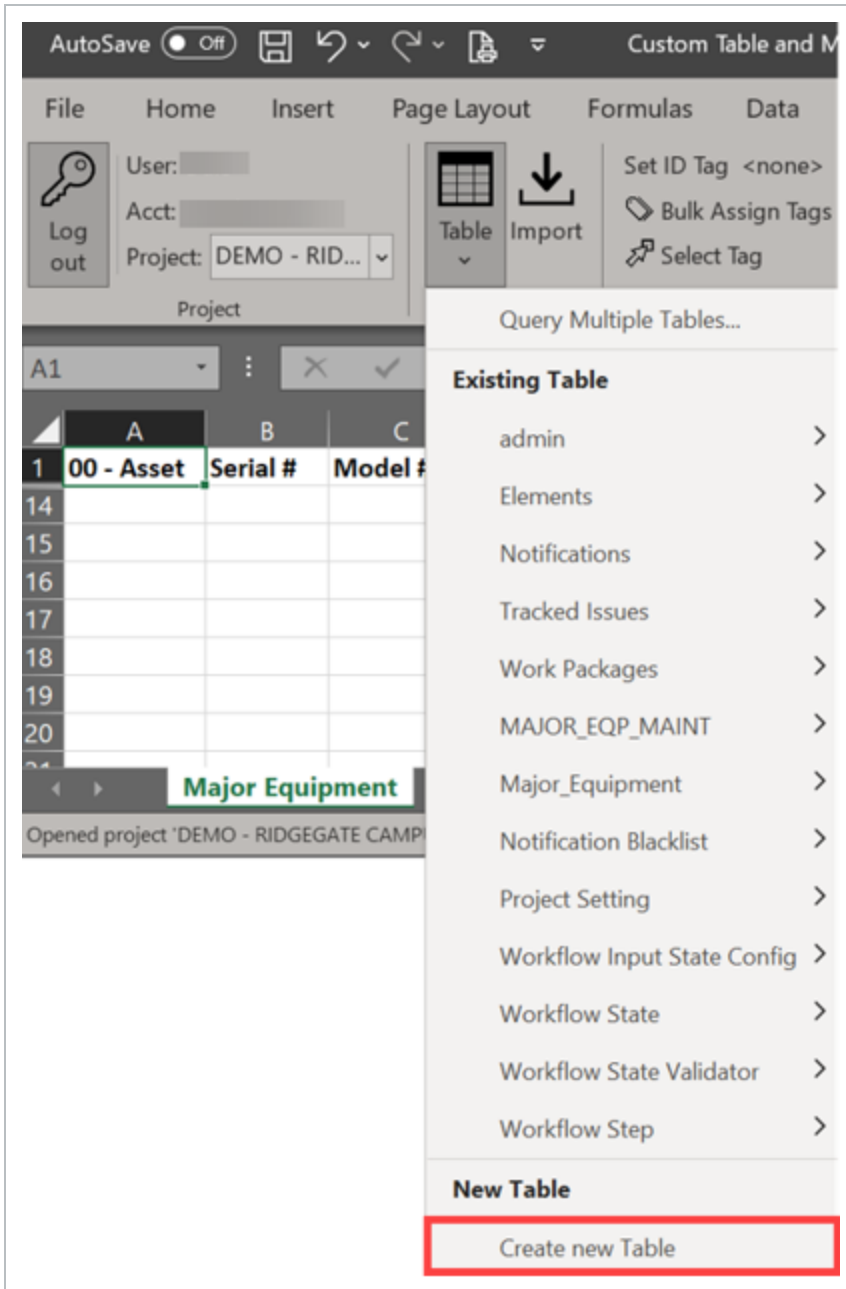 AutoSave Off Custom Table and M
File Home Insert Page Layout Formulas Data
Log out
User:
Acct:
Project: DEMO - RID...
Project
Table Import
Set ID Tag <none>
Bulk Assign Tags
Select Tag
A1
A B C
1 00 - Asset Serial # Model #
14
15
16
17
18
19
20
Major Equipment
Opened project 'DEMO - RIDGEGATE CAMP
Query Multiple Tables...
Existing Table
admin
Elements
Notifications
Tracked Issues
Work Packages
MAJOR_EQP_MAINT
Major_Equipment
Notification Blacklist
Project Setting
Workflow Input State Config
Workflow State
Workflow State Validator
Workflow Step
New Table
Create new Table